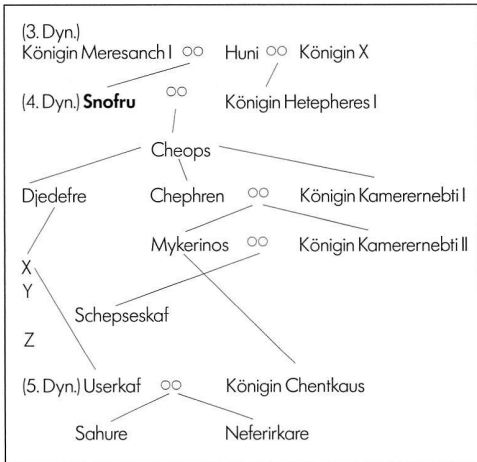 (3. Dyn.)
Königin Meresanch I ○○ Huni ○○ Königin X
(4. Dyn.) Snofru ○○ Königin Hetepheres I
Cheops
Djedefre Chephren ○○ Königin Kamerernebti I
Mykerinos ○○ Königin Kamerernebti II
X
Y
Schepseskaf
Z
(5. Dyn.) Userkaf ○○ Königin Chentkaus
Sahure Neferirkare